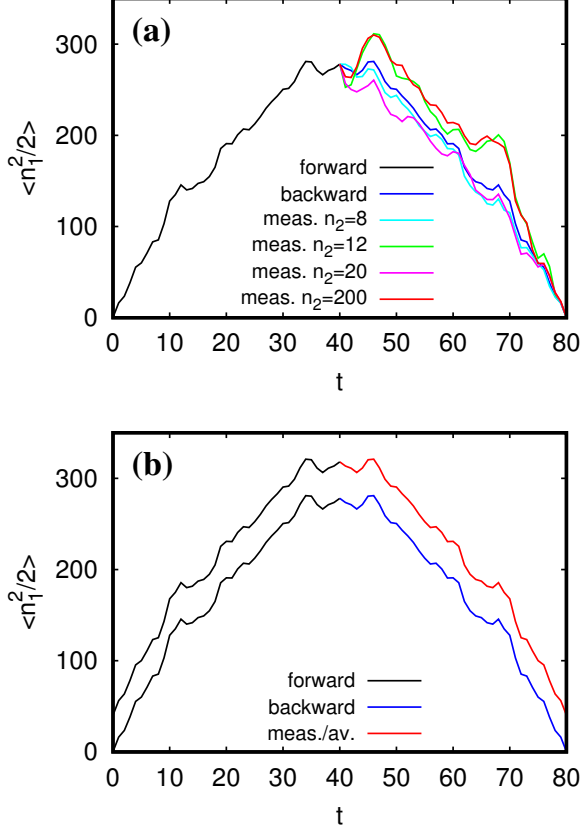 (a)
<n₁²/2>
300
200
100
0
forward
backward
meas. n₂=8
meas. n₂=12
meas. n₂=20
meas. n₂=200
0 10 20 30 40 50 60 70 80
t
(b)
<n₁²/2>
300
200
100
0
forward
backward
meas./av.
0 10 20 30 40 50 60 70 80
t